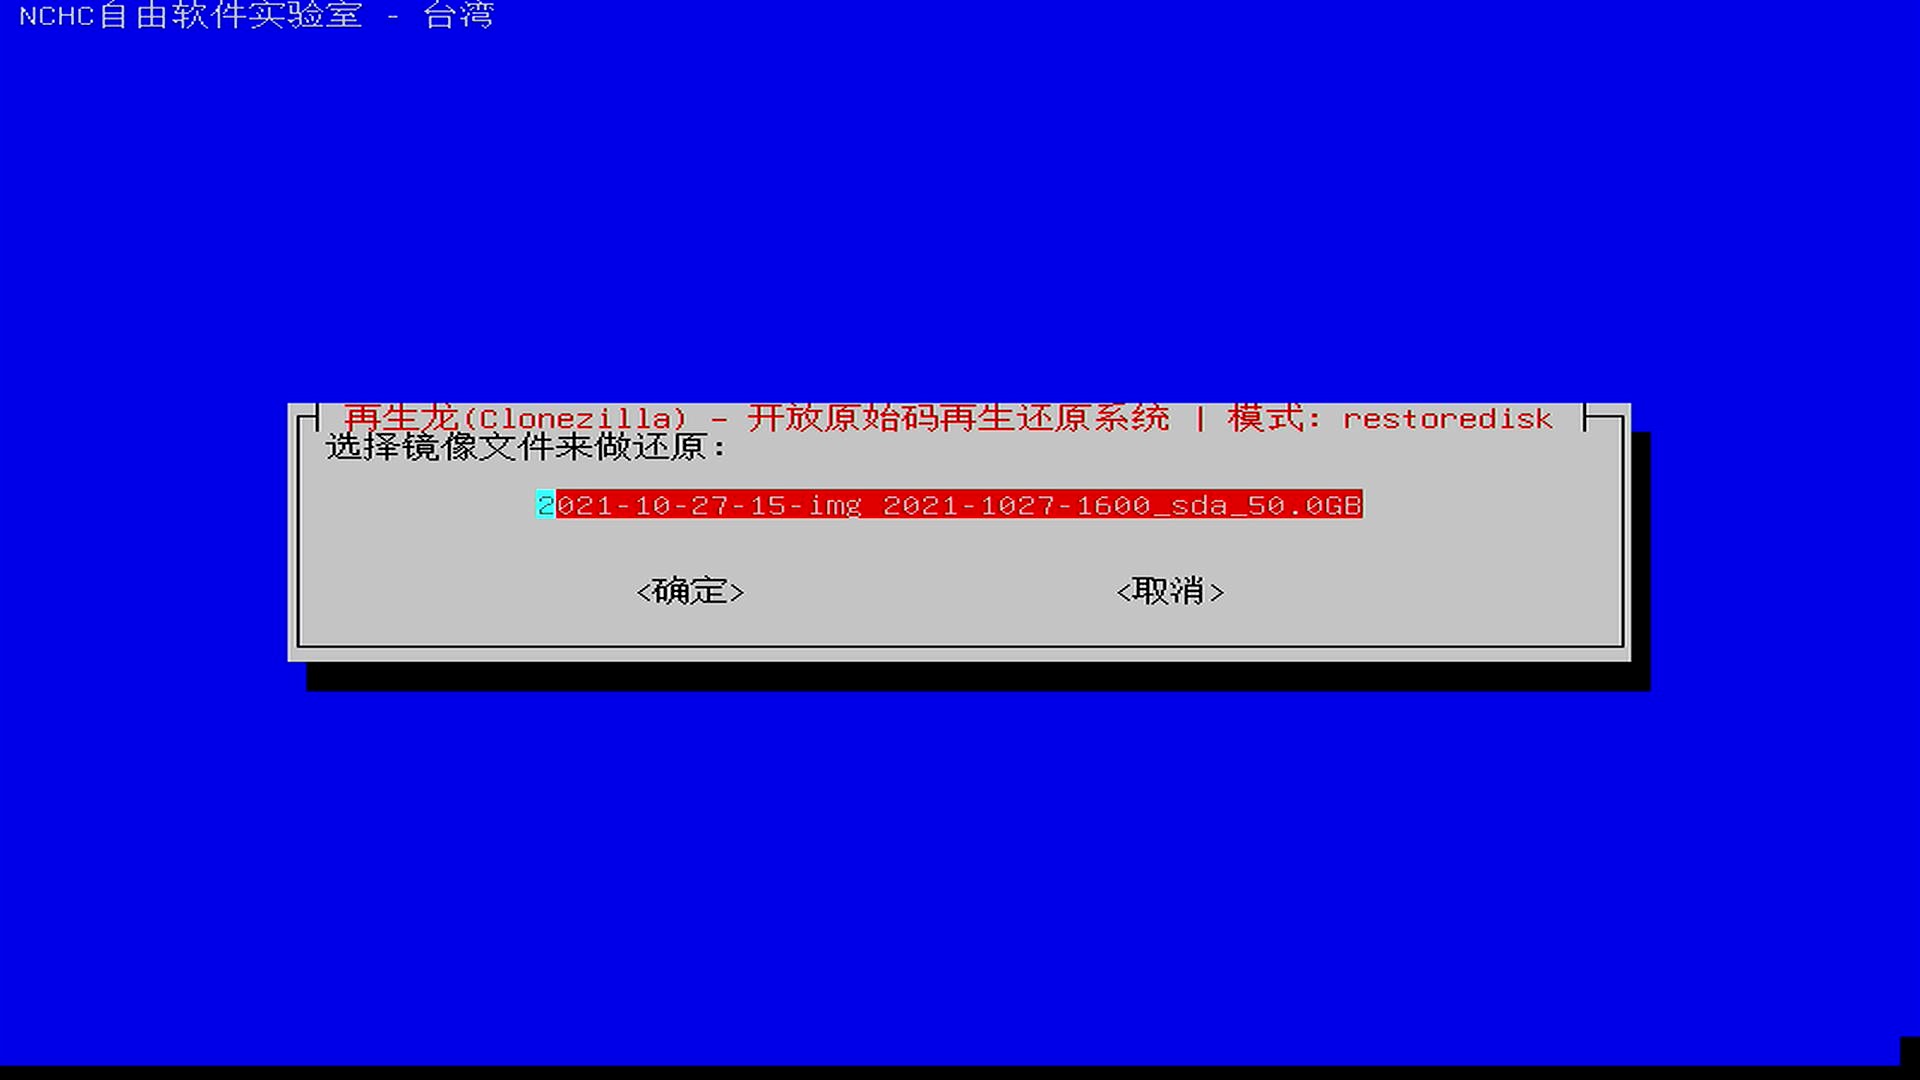 NCHC自由软件实验室 - 台湾
再生龙(Clonezilla) - 开放原始码再生还原系统 | 模式: restoredisk
选择镜像文件来做还原:
2021-10-27-15-img 2021-1027-1600_sda_50.0GB
<确定> <取消>